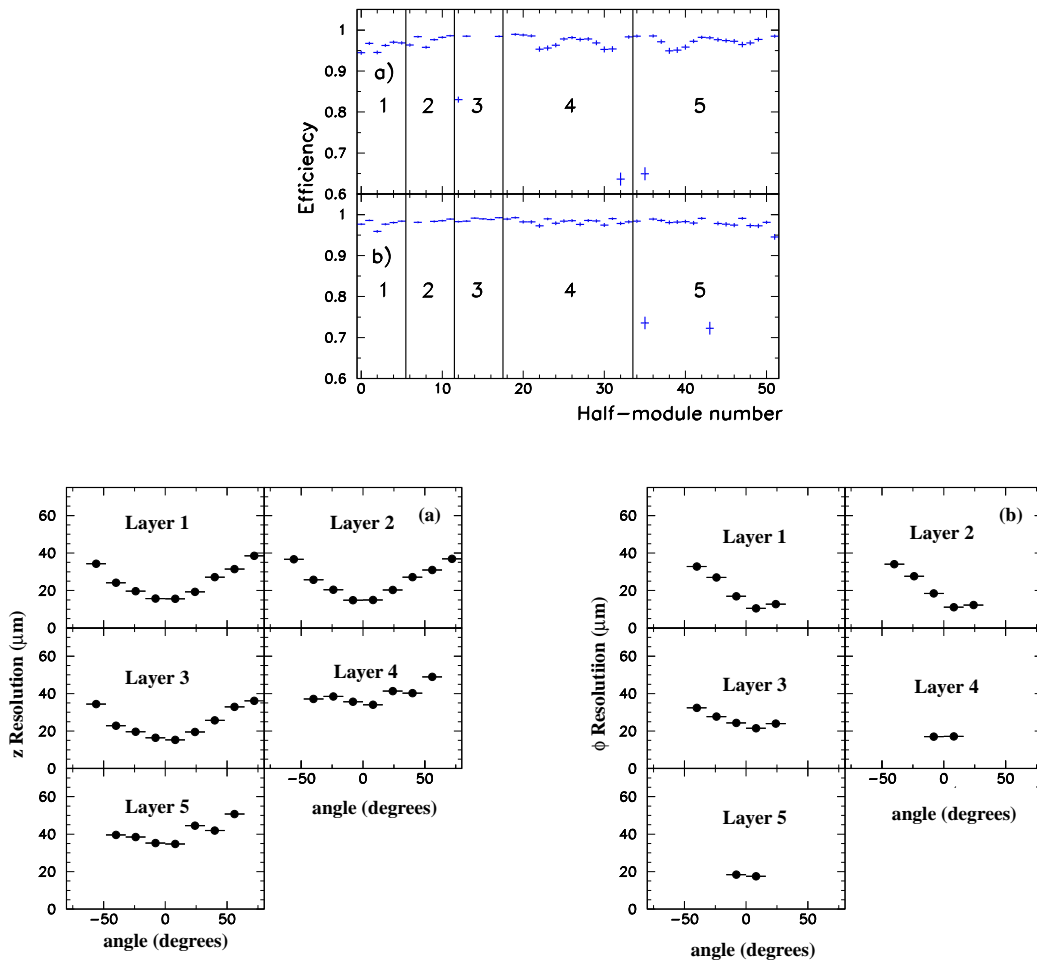 Efficiency
1
0.9
0.8
0.7
0.6
a)
1 2 3 4 5
1
0.9
0.8
0.7
0.6
b)
1 2 3 4 5
0 10 20 30 40 50
Half-module number
z Resolution (μm)
(a)
60
40
20
0
Layer 1
Layer 2
60
40
20
0
Layer 3
Layer 4
−50 0 50
angle (degrees)
60
40
20
0
Layer 5
−50 0 50
angle (degrees)
ϕ Resolutiion (μm)
(b)
60
40
20
0
Layer 1
Layer 2
60
40
20
0
Layer 3
Layer 4
−50 0 50
angle (degrees)
60
40
20
0
Layer 5
−50 0 50
angle (degrees)